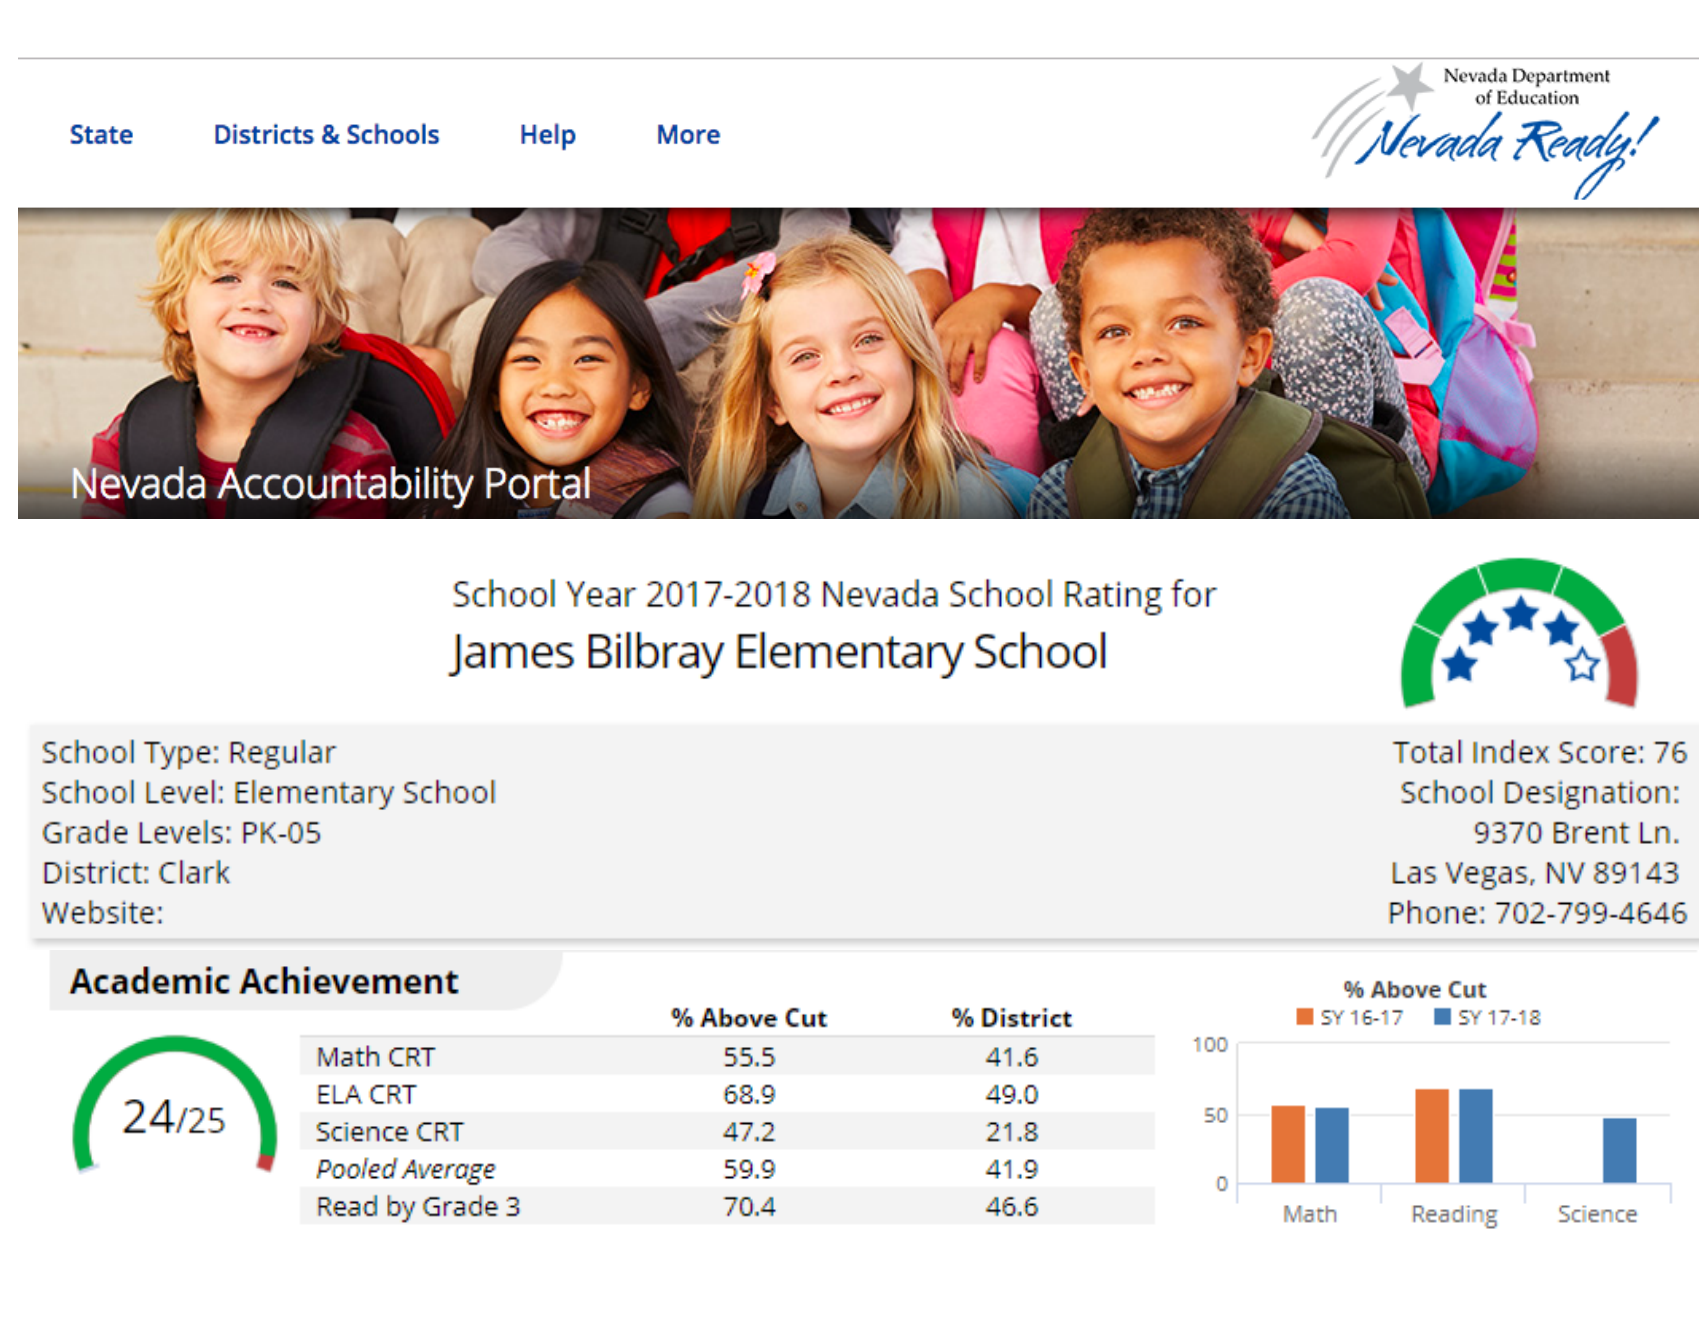 Nevada Department
of Education
Nevada Ready!
State Districts & Schools Help More
Nevada Accountability Portal
School Year 2017-2018 Nevada School Rating for
James Bilbray Elementary School
School Type: Regular
School Level: Elementary School
Grade Levels: PK-05
District: Clark
Website:
Total Index Score: 76
School Designation:
9370 Brent Ln.
Las Vegas, NV 89143
Phone: 702-799-4646
Academic Achievement
24/25
% Above Cut % District
Math CRT 55.5 41.6
ELA CRT 68.9 49.0
Science CRT 47.2 21.8
Pooled Average 59.9 41.9
Read by Grade 3 70.4 46.6
% Above Cut
SY 16-17 SY 17-18
100
50
0
Math Reading Science